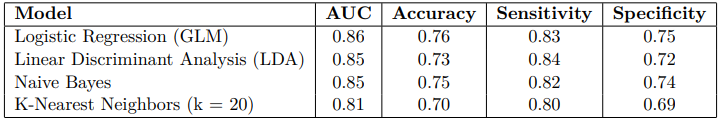 Model AUC Accuracy Sensitivity Specificity
Logistic Regression (GLM) 0.86 0.76 0.83 0.75
Linear Discriminant Analysis (LDA) 0.85 0.73 0.84 0.72
Naive Bayes 0.85 0.75 0.82 0.74
K-Nearest Neighbors (k = 20) 0.81 0.70 0.80 0.69